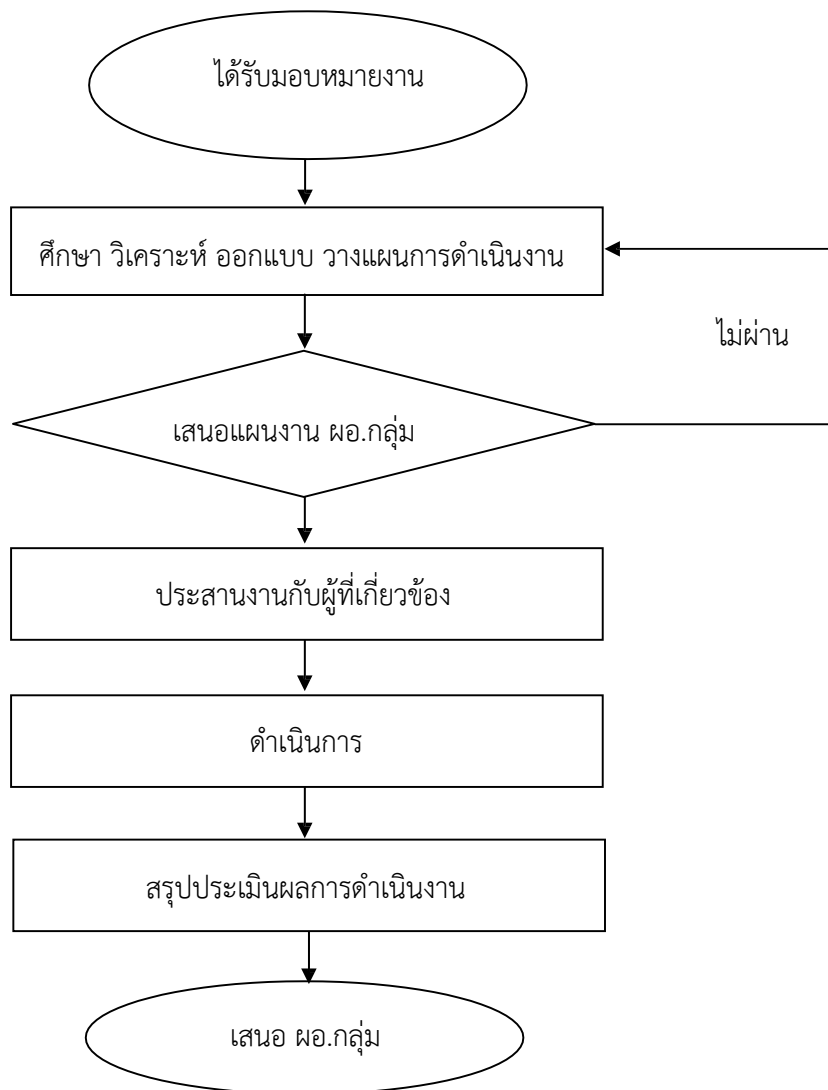 ได้รับมอบหมายงาน
ศึกษา วิเคราะห์ ออกแบบ วางแผนการดำเนินงาน
ไม่ผ่าน
เสนอแผนงาน ผอ.กลุ่ม
ประสานงานกับผู้ที่เกี่ยวข้อง
ดำเนินการ
สรุปประเมินผลการดำเนินงาน
เสนอ ผอ.กลุ่ม